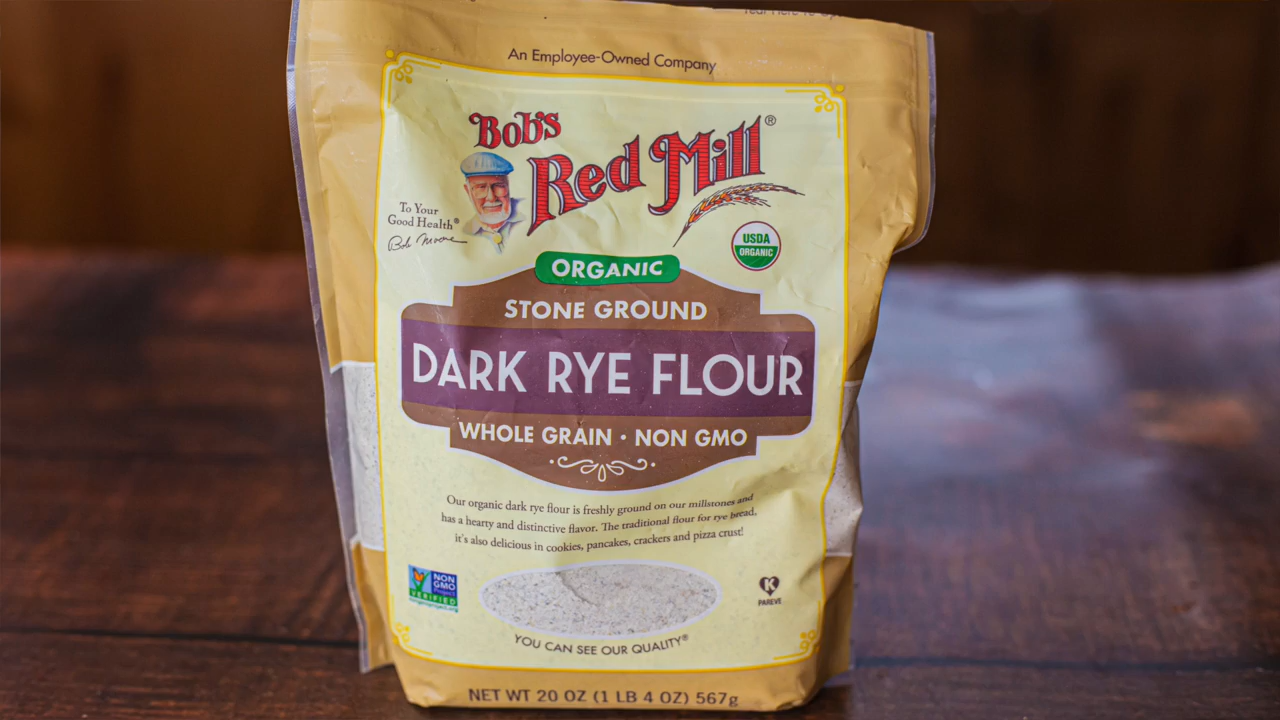 An Employee-Owned Company
Bob's
Red Mill®
To Your
Good Health®
Bob Moore
USDA
ORGANIC
ORGANIC
STONE GROUND
DARK RYE FLOUR
WHOLE GRAIN • NON GMO
Our organic dark rye flour is freshly ground on our millstones and
has a hearty and distinctive flavor. The traditional flour for rye bread,
it's also delicious in cookies, pancakes, crackers and pizza crust!
NON
GMO
Project
VERIFIED
K
PAREVE
YOU CAN SEE OUR QUALITY®
NET WT 20 OZ (1 LB 4 OZ) 567g